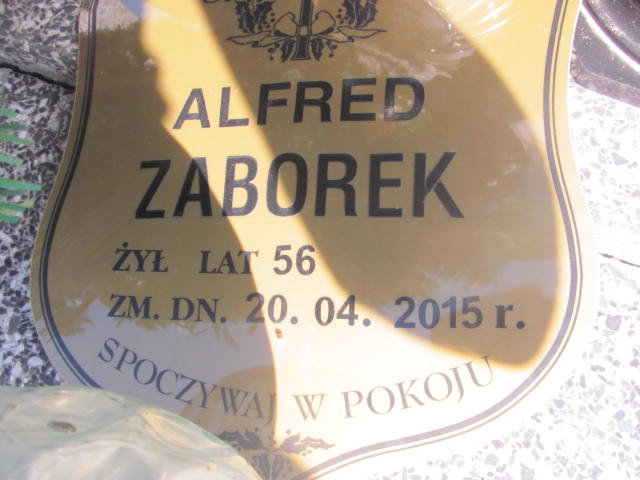 ALFRED
ZABOREK
ŻYŁ LAT 56
ZM. DN. 20. 04. 2015 r.
SPOCZYWAJ W POKOJU